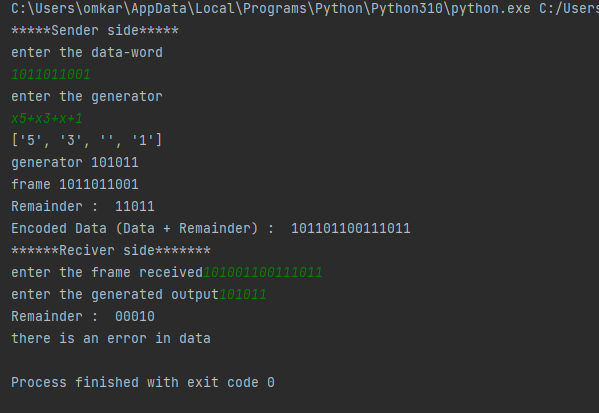 C:\Users\omkar\AppData\Local\Programs\Python\Python310\python.exe C:/Users
*****Sender side*****
enter the data-word
1011011001
enter the generator
x5+x3+x+1
['5', '3', '', '1']
generator 101011
frame 1011011001
Remainder :  11011
Encoded Data (Data + Remainder) :  101101100111011
******Reciver side*******
enter the frame received101001100111011
enter the generated output101011
Remainder :  00010
there is an error in data
Process finished with exit code 0